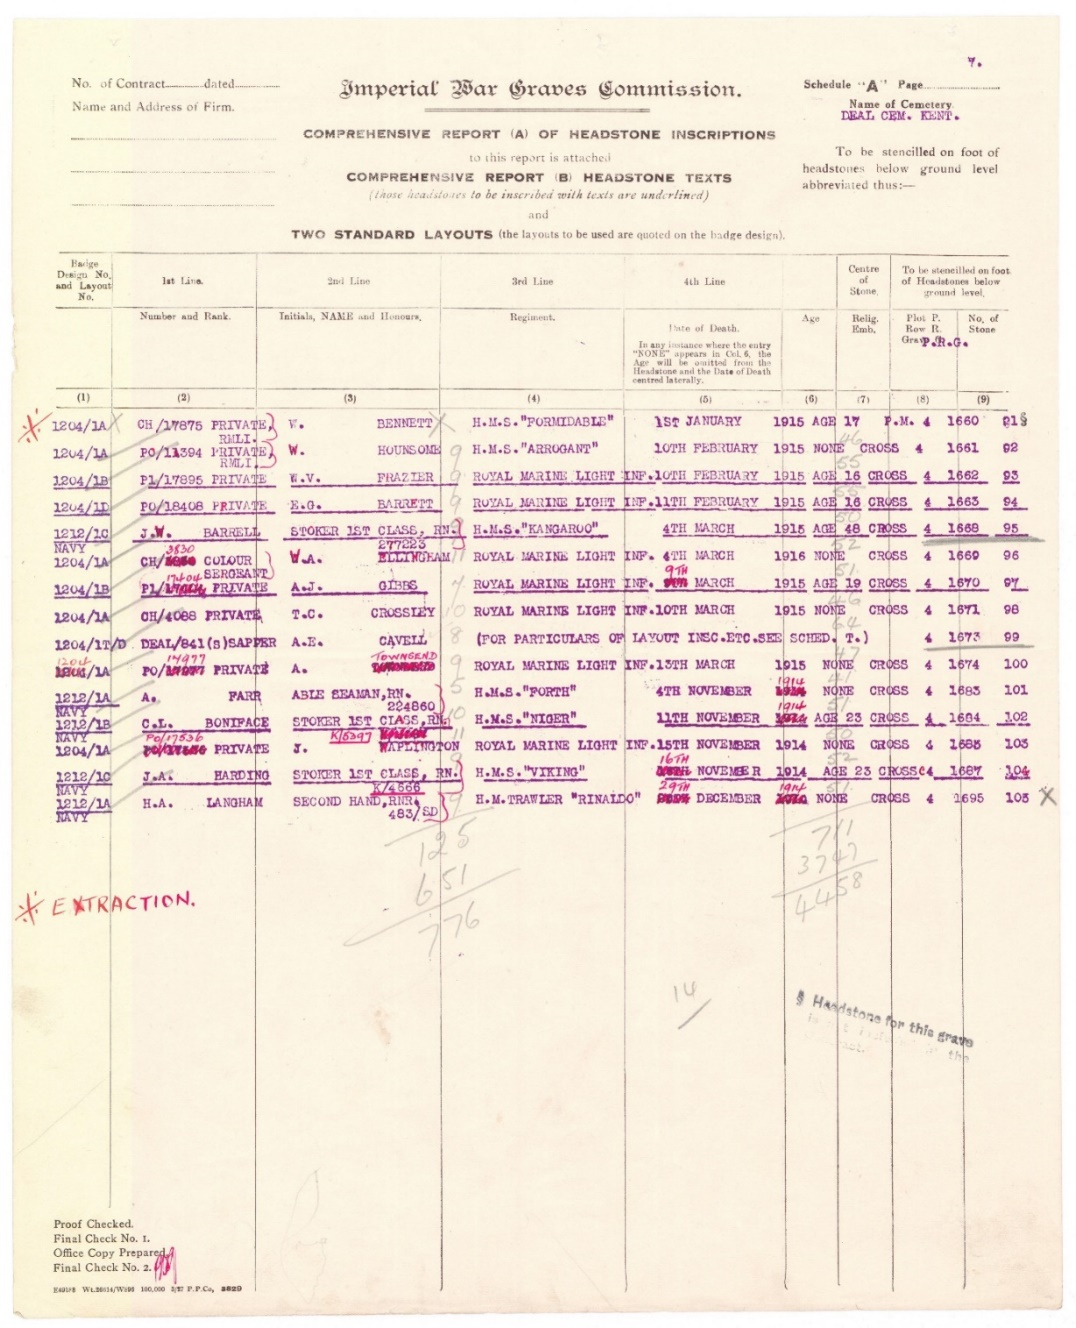 7.
No. of Contract dated
Name and Address of Firm.
Imperial War Graves Commission.
Schedule "A" Page
Name of Cemetery.
DEAL CEM. KENT.
COMPREHENSIVE REPORT (A) OF HEADSTONE INSCRIPTIONS
to this report is attached
COMPREHENSIVE REPORT (B) HEADSTONE TEXTS
(those headstones to be inscribed with texts are underlined)
and
TWO STANDARD LAYOUTS (the layouts to be used are quoted on the badge design).
To be stencilled on foot of
headstones below ground level
abbreviated thus:—
Badge
Design No.
and Layout
No.
1st Line.
2nd Line
3rd Line
4th Line
Centre
of
Stone.
To be stencilled on foot
of Headstones below
ground level.
Number and Rank.
Initials, NAME and Honours.
Regiment.
Date of Death.
In any instance where the entry
"NONE" appears in Col. 6, the
Age will be omitted from the
Headstone and the Date of Death
centred laterally.
Age
Relig.
Emb.
Plot P.
Row R.
P.R.G.
No. of
Stone
(1) (2) (3) (4) (5) (6) (7) (8) (9)
1204/1A CH/17875 PRIVATE, W. BENNETT H.M.S."FORMIDABLE" 1ST JANUARY 1915 AGE 17 P.M. 4 1660 91§
RMLI.
1204/1A PO/11394 PRIVATE, W. HOUNSOME H.M.S."ARROGANT" 10TH FEBRUARY 1915 NONE CROSS 4 1661 92
RMLI.
1204/1B Pl/17895 PRIVATE W.V. FRAZIER ROYAL MARINE LIGHT INF. 10TH FEBRUARY 1915 AGE 16 CROSS 4 1662 93
1204/1D PO/18408 PRIVATE E.G. BARRETT ROYAL MARINE LIGHT INF. 11TH FEBRUARY 1915 AGE 16 CROSS 4 1663 94
1212/1C J.W. BARRELL STOKER 1ST CLASS, RN. H.M.S."KANGAROO" 4TH MARCH 1915 AGE 48 CROSS 4 1668 95
NAVY 277223
1204/1A CH/3830 COLOUR W.A. ELLINGHAM ROYAL MARINE LIGHT INF. 4TH MARCH 1915 NONE CROSS 4 1669 96
SERGEANT
1204/1B Pl/17404 PRIVATE A.J. GIBBS ROYAL MARINE LIGHT INF. 9TH MARCH 1915 AGE 19 CROSS 4 1670 97
1204/1A CH/4088 PRIVATE T.C. CROSSLEY ROYAL MARINE LIGHT INF. 10TH MARCH 1915 NONE CROSS 4 1671 98
1204/1T/D DEAL/841(S)SAPPER A.E. CAVELL (FOR PARTICULARS OF LAYOUT INSC.ETC.SEE SCHED. T.) 4 1673 99
1204/1A PO/14977 PRIVATE A. TOWNSEND ROYAL MARINE LIGHT INF. 13TH MARCH 1915 NONE CROSS 4 1674 100
1212/1A A. PARR ABLE SEAMAN, RN. H.M.S."FORTH" 4TH NOVEMBER 1914 NONE CROSS 4 1683 101
NAVY 224860
1212/1B C.L. BONIFACE STOKER 1ST CLASS, RN. H.M.S."NIGER" 11TH NOVEMBER 1914 AGE 23 CROSS 4 1684 102
NAVY K/5397
1204/1A PO/17536 PRIVATE J. WAPLINGTON ROYAL MARINE LIGHT INF. 15TH NOVEMBER 1914 NONE CROSS 4 1685 103
1212/1C J.A. HARDING STOKER 1ST CLASS, RN. H.M.S."VIKING" 16TH NOVEMBER 1914 AGE 23 CROSS 4 1687 104
NAVY K/4666
1212/1A H.A. LANGHAM SECOND HAND, RNR H.M.TRAWLER "RINALDO" 29TH DECEMBER 1914 NONE CROSS 4 1695 105 X
NAVY 483/SD
125
651
776
711
3747
4458
EXTRACTION.
14
§ Headstone for this grave
Proof Checked.
Final Check No. 1.
Office Copy Prepared
Final Check No. 2.
100,000 P.P.Co,